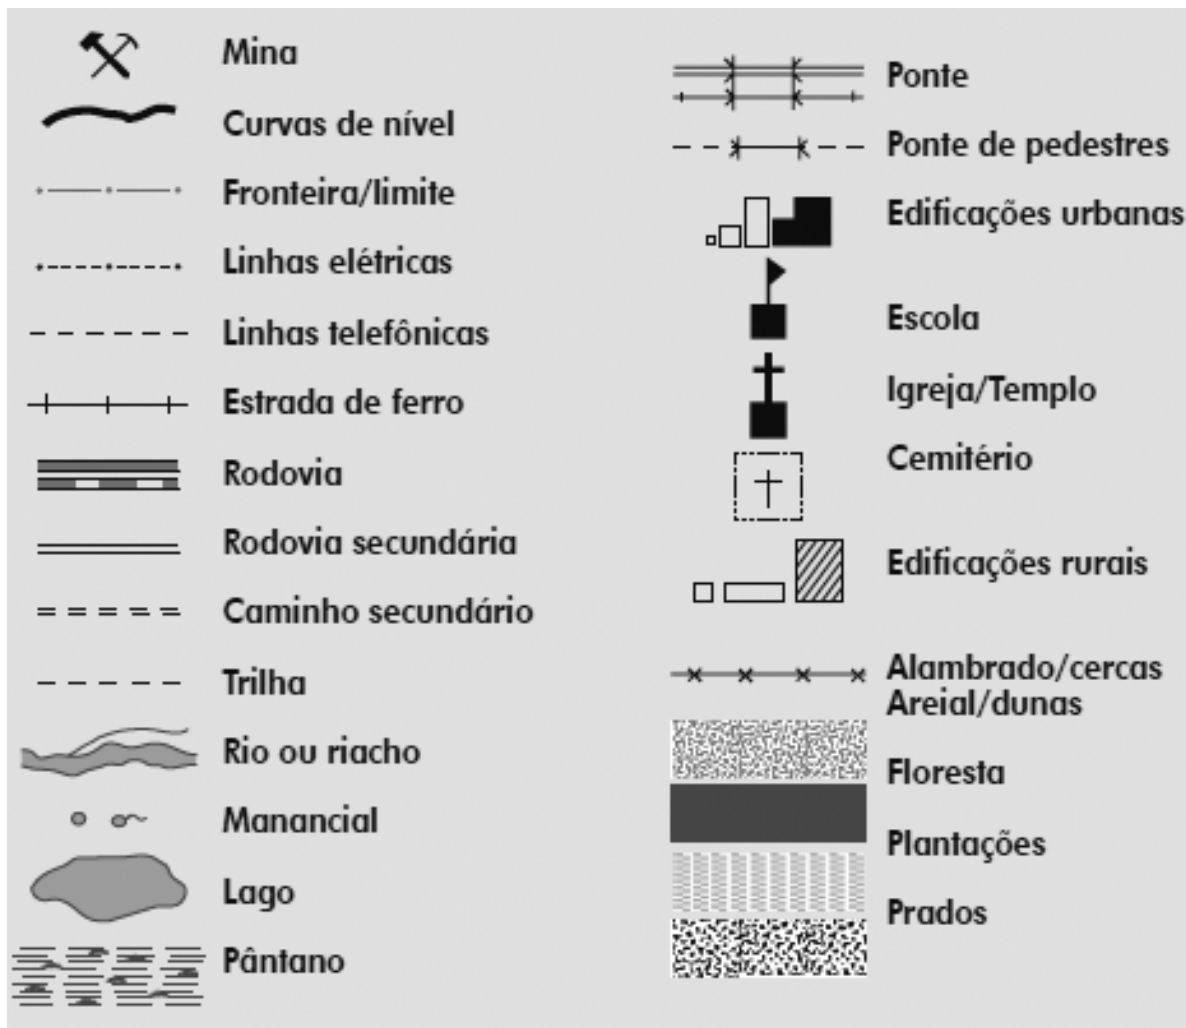 Mina
Curvas de nível
Fronteira/limite
Linhas elétricas
Linhas telefônicas
Estrada de ferro
Rodovia
Rodovia secundária
Caminho secundário
Trilha
Rio ou riacho
Manancial
Lago
Pântano
Ponte
Ponte de pedestres
Edificações urbanas
Escola
Igreja/Templo
Cemitério
Edificações rurais
Alambrado/cercas
Areial/dunas
Floresta
Plantações
Prados